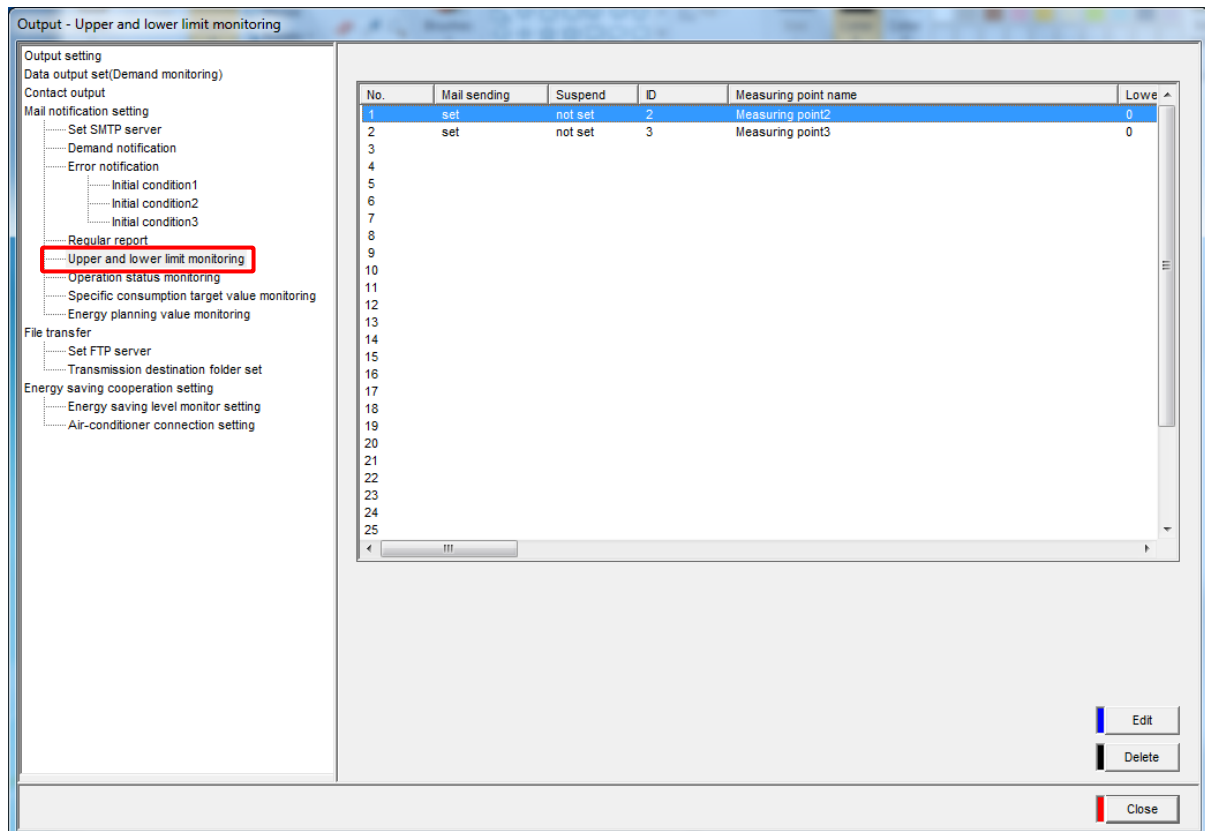 Output - Upper and lower limit monitoring
Output setting
Data output set(Demand monitoring)
Contact output
Mail notification setting
Set SMTP server
Demand notification
Error notification
Initial condition1
Initial condition2
Initial condition3
Regular report
Upper and lower limit monitoring
Operation status monitoring
Specific consumption target value monitoring
Energy planning value monitoring
File transfer
Set FTP server
Transmission destination folder set
Energy saving cooperation setting
Energy saving level monitor setting
Air-conditioner connection setting
No. Mail sending Suspend ID Measuring point name Lowe
1 set not set 2 Measuring point2 0
2 set not set 3 Measuring point3 0
3
4
5
6
7
8
9
10
11
12
13
14
15
16
17
18
19
20
21
22
23
24
25
Edit
Delete
Close